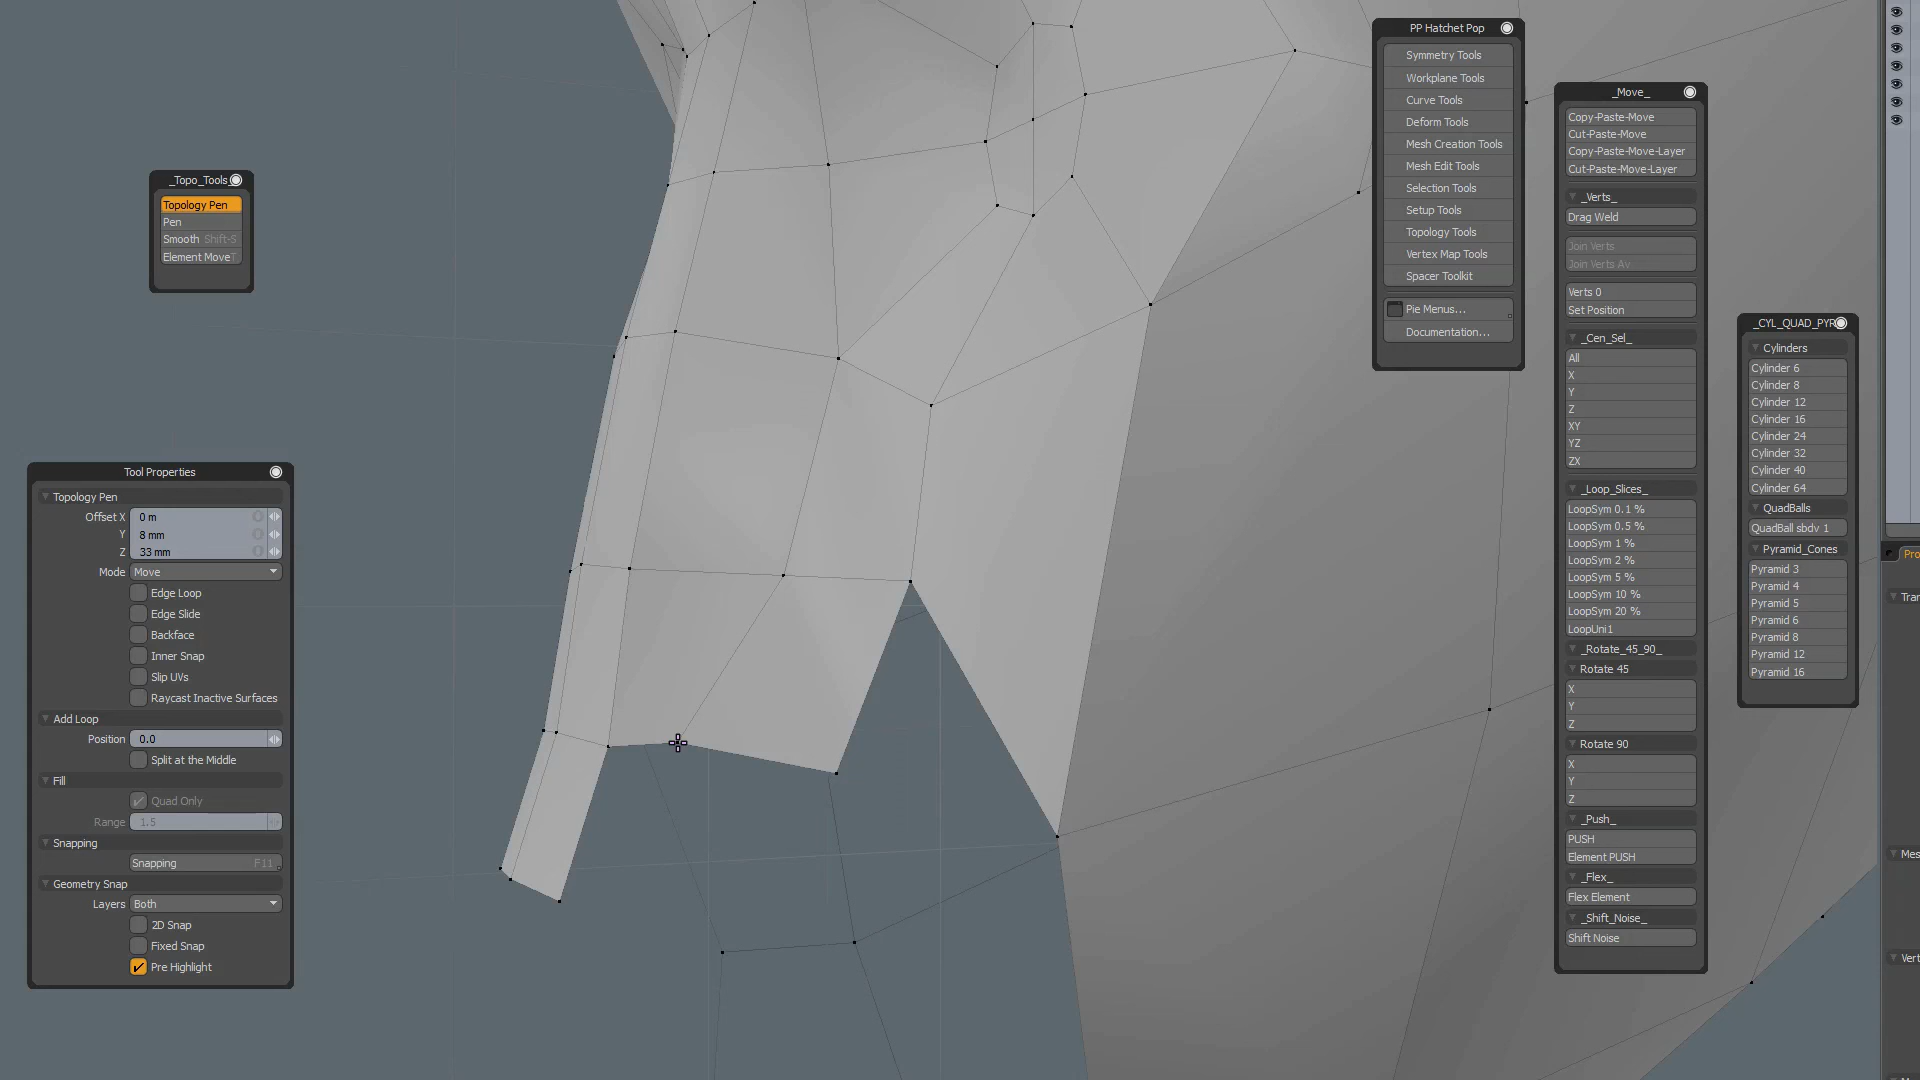 _Topo_Tools_
Topology Pen
Pen
Smooth Shift-S
Element Move T
Tool Properties
Topology Pen
Offset X 0 m
Y 8 mm
Z 33 mm
Mode Move
Edge Loop
Edge Slide
Backface
Inner Snap
Slip UVs
Raycast Inactive Surfaces
Add Loop
Position 0.0
Split at the Middle
Fill
Quad Only
Range 1.5
Snapping
Snapping F11
Geometry Snap
Layers Both
2D Snap
Fixed Snap
Pre Highlight
PP Hatchet Pop
Symmetry Tools
Workplane Tools
Curve Tools
Deform Tools
Mesh Creation Tools
Mesh Edit Tools
Selection Tools
Setup Tools
Topology Tools
Vertex Map Tools
Spacer Toolkit
Pie Menus...
Documentation...
_Move_
Copy-Paste-Move
Cut-Paste-Move
Copy-Paste-Move-Layer
Cut-Paste-Move-Layer
_Verts_
Drag Weld
Join Verts
Join Verts Av
Verts 0
Set Position
_Cen_Sel_
All
X
Y
Z
XY
YZ
ZX
_Loop_Slices_
LoopSym 0.1 %
LoopSym 0.5 %
LoopSym 1 %
LoopSym 2 %
LoopSym 5 %
LoopSym 10 %
LoopSym 20 %
LoopUni1
_Rotate_45_90_
Rotate 45
X
Y
Z
Rotate 90
X
Y
Z
_Push_
PUSH
Element PUSH
_Flex_
Flex Element
_Shift_Noise_
Shift Noise
_CYL_QUAD_PYR
Cylinders
Cylinder 6
Cylinder 8
Cylinder 12
Cylinder 16
Cylinder 24
Cylinder 32
Cylinder 40
Cylinder 64
QuadBalls
QuadBall sbdv 1
Pyramid_Cones
Pyramid 3
Pyramid 4
Pyramid 5
Pyramid 6
Pyramid 8
Pyramid 12
Pyramid 16
Pro
Tran
Mes
Vert